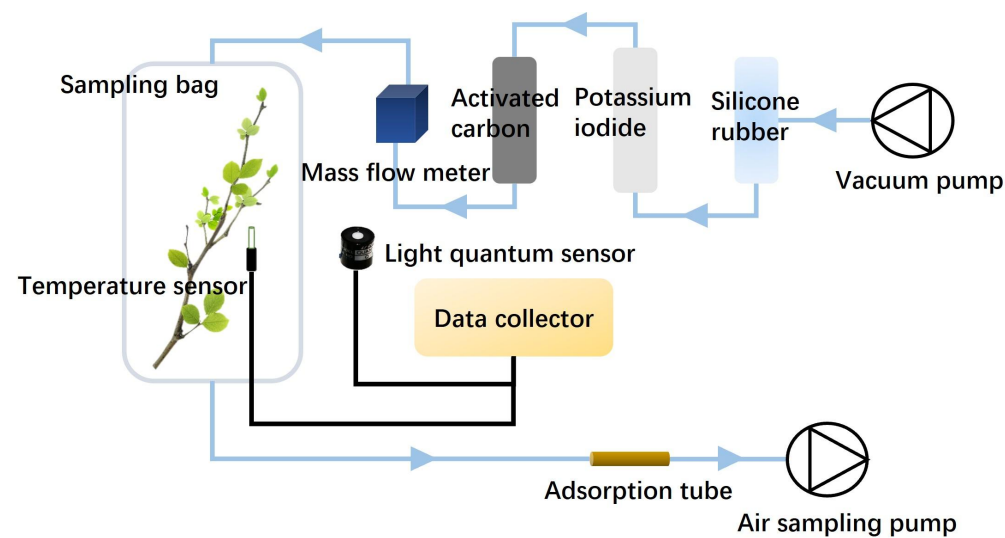 Sampling bag
Activated
carbon
Potassium
iodide
Silicone
rubber
Mass flow meter
Vacuum pump
Light quantum sensor
Temperature sensor
Data collector
Adsorption tube
Air sampling pump